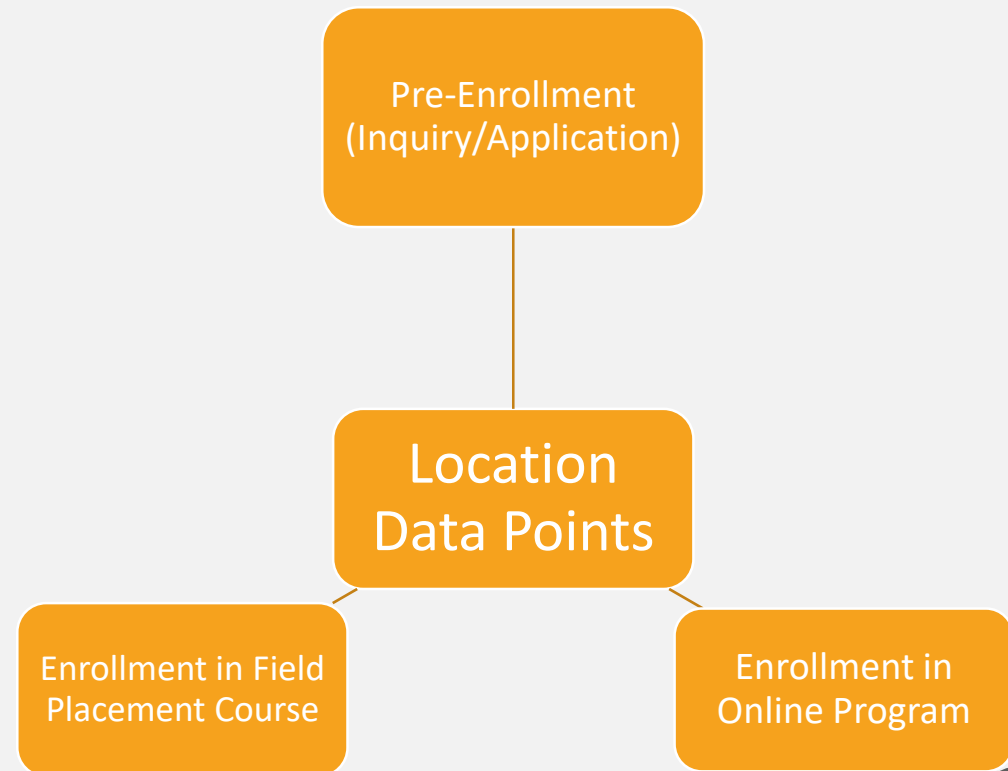 Pre-Enrollment
(Inquiry/Application)
Location
Data Points
Enrollment in Field
Placement Course
Enrollment in
Online Program